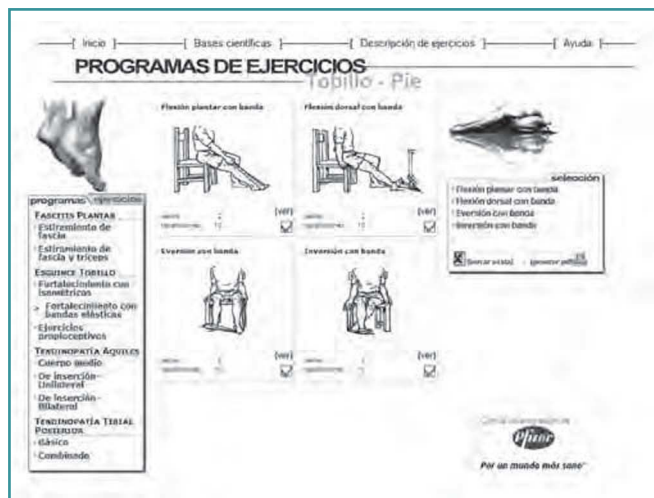 [ Inicio ] [ Bases científicas ] [ Descripción de ejercicios ] [ Ayuda ]
PROGRAMAS DE EJERCICIOS
Tobillo - Pie
Flexión plantar con banda
Flexión dorsal con banda
(ver)
(ver)
Eversión con banda
Inversión con banda
(ver)
(ver)
programas
FASCITIS PLANTAR
Estiramiento de
fascia
Estiramiento de
fascia y tríceps
ESGUINCE TOBILLO
Fortalecimiento con
isométricos
> Fortalecimiento con
bandas elásticas
Ejercicios
propioceptivos
TENDINOPATÍA AQUILES
Cuerpo medio
De inserción-
Unilateral
De inserción-
Bilateral
TENDINOPATÍA TIBIAL
POSTERIOR
Básico
Combinado
selección
Flexión plantar con banda
Flexión dorsal con banda
Eversión con banda
Inversión con banda
Pfizer
Por un mundo más sano